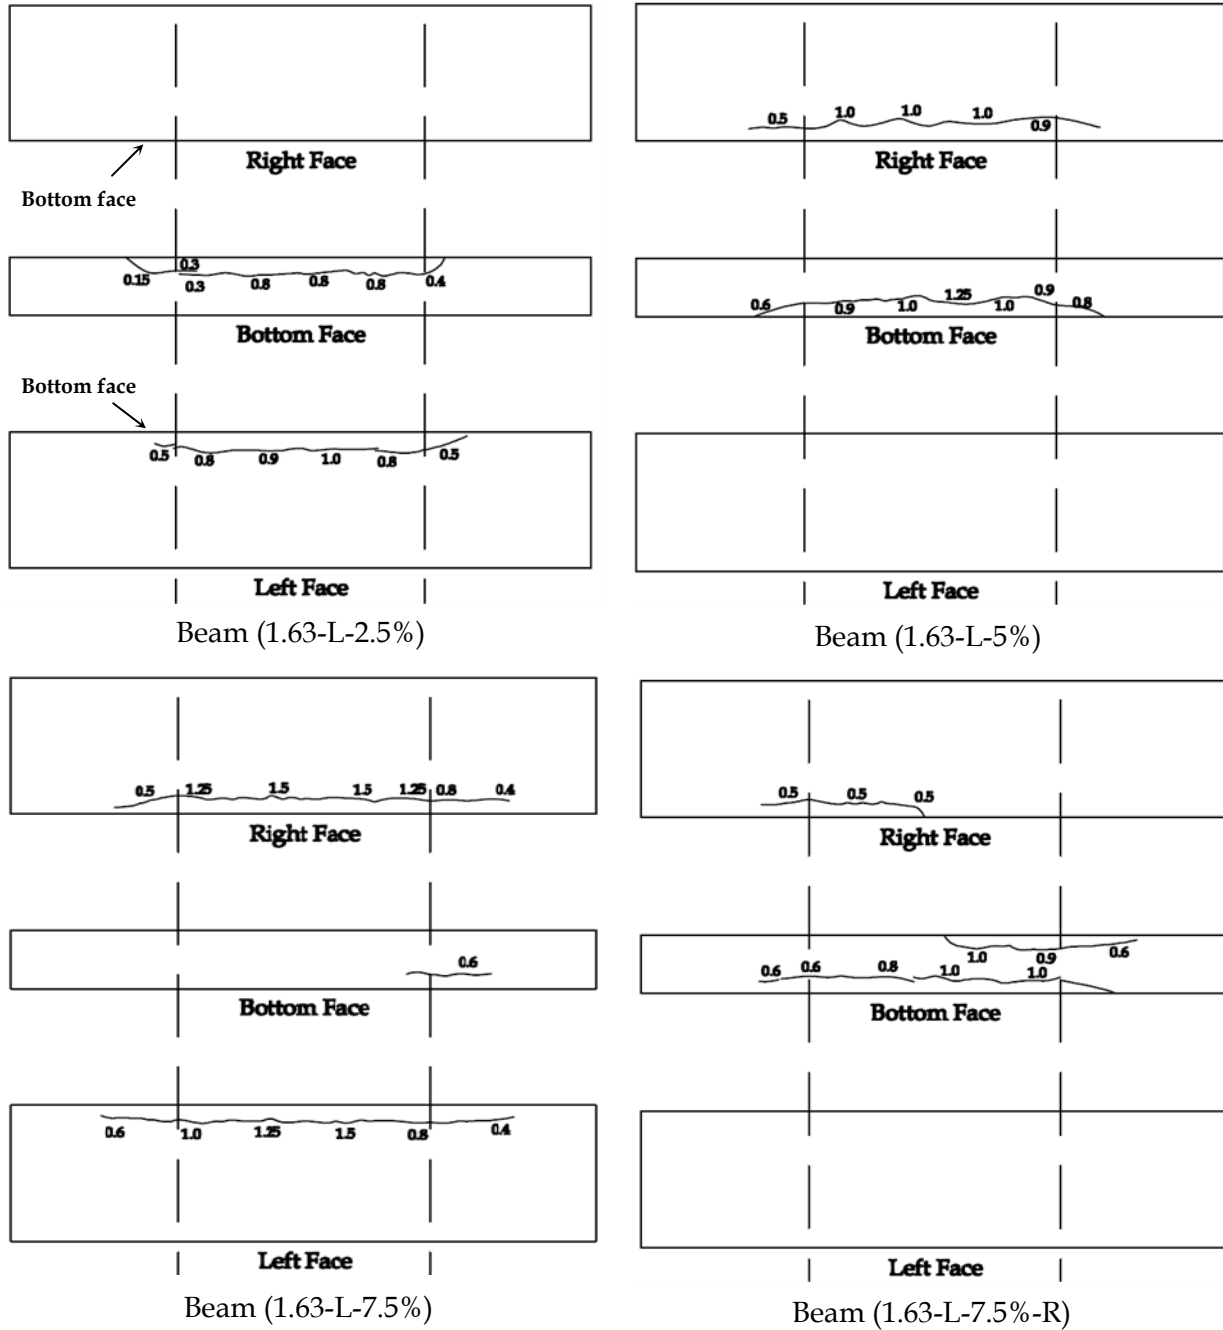 Right Face
Bottom face
0.3
0.15 0.3 0.8 0.8 0.8 0.4
Bottom Face
Bottom face
0.5 0.8 0.9 1.0 0.8 0.5
Left Face
Beam (1.63-L-2.5%)
0.5 1.0 1.0 1.0 0.9
Right Face
0.6 0.9 1.0 1.25 1.0 0.9 0.8
Bottom Face
Left Face
Beam (1.63-L-5%)
0.5 1.25 1.5 1.5 1.25 0.8 0.4
Right Face
0.6
Bottom Face
0.6 1.0 1.25 1.5 0.8 0.4
Left Face
Beam (1.63-L-7.5%)
0.5 0.5 0.5
Right Face
1.0 0.9 0.6
0.6 0.6 0.8 1.0 1.0
Bottom Face
Left Face
Beam (1.63-L-7.5%-R)